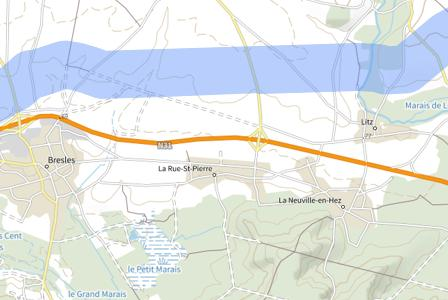 Marais de L
Litz
N31
Bresles
La Rue-St-Pierre
La Neuville-en-Hez
s Cent
le Petit Marais
le Grand Marais